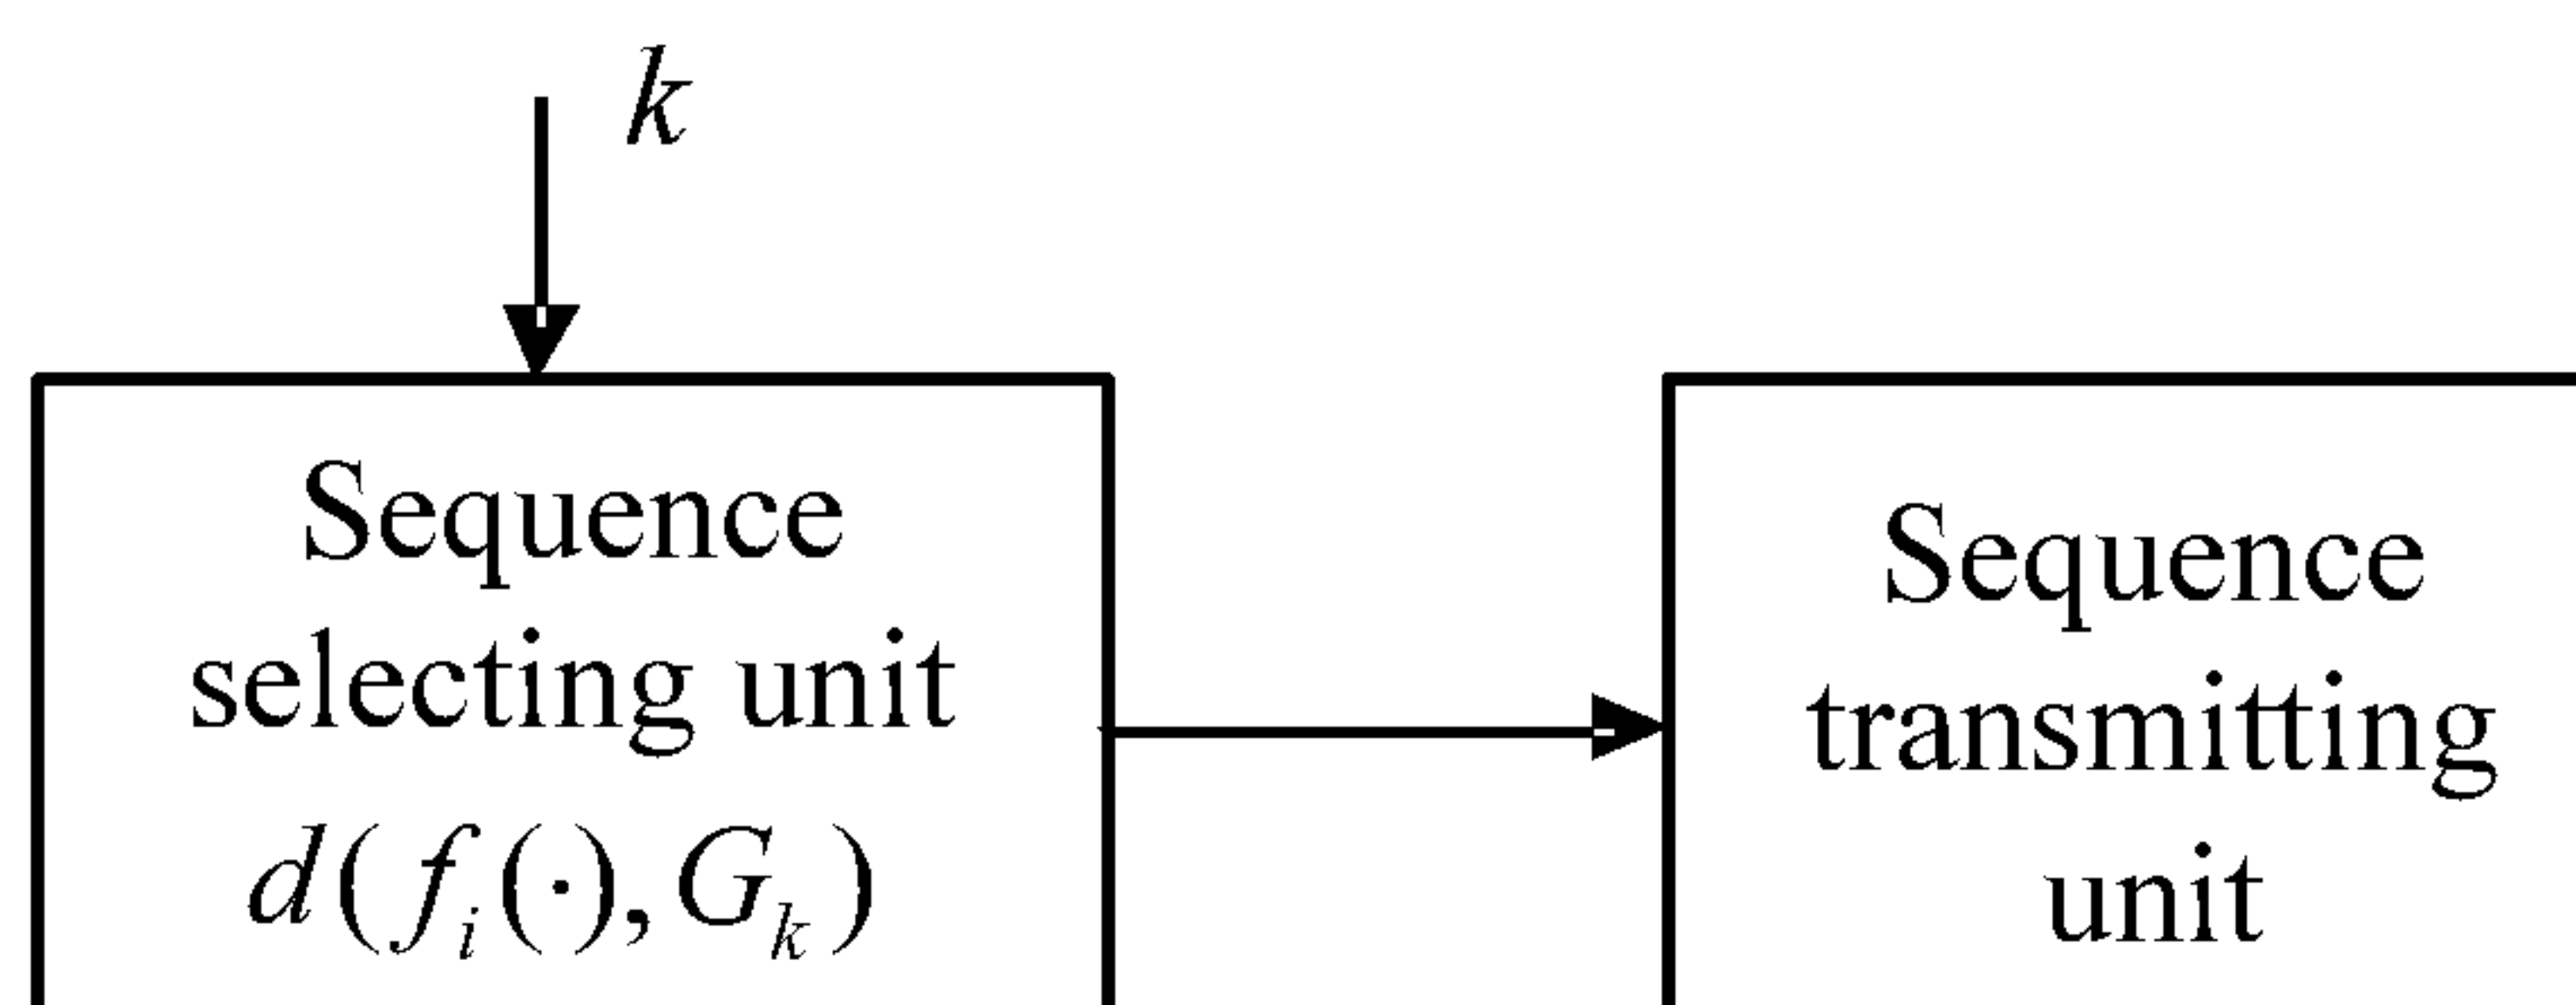 k
Sequence
selecting unit
d(f_i(·),G_k)
Sequence
transmitting
unit